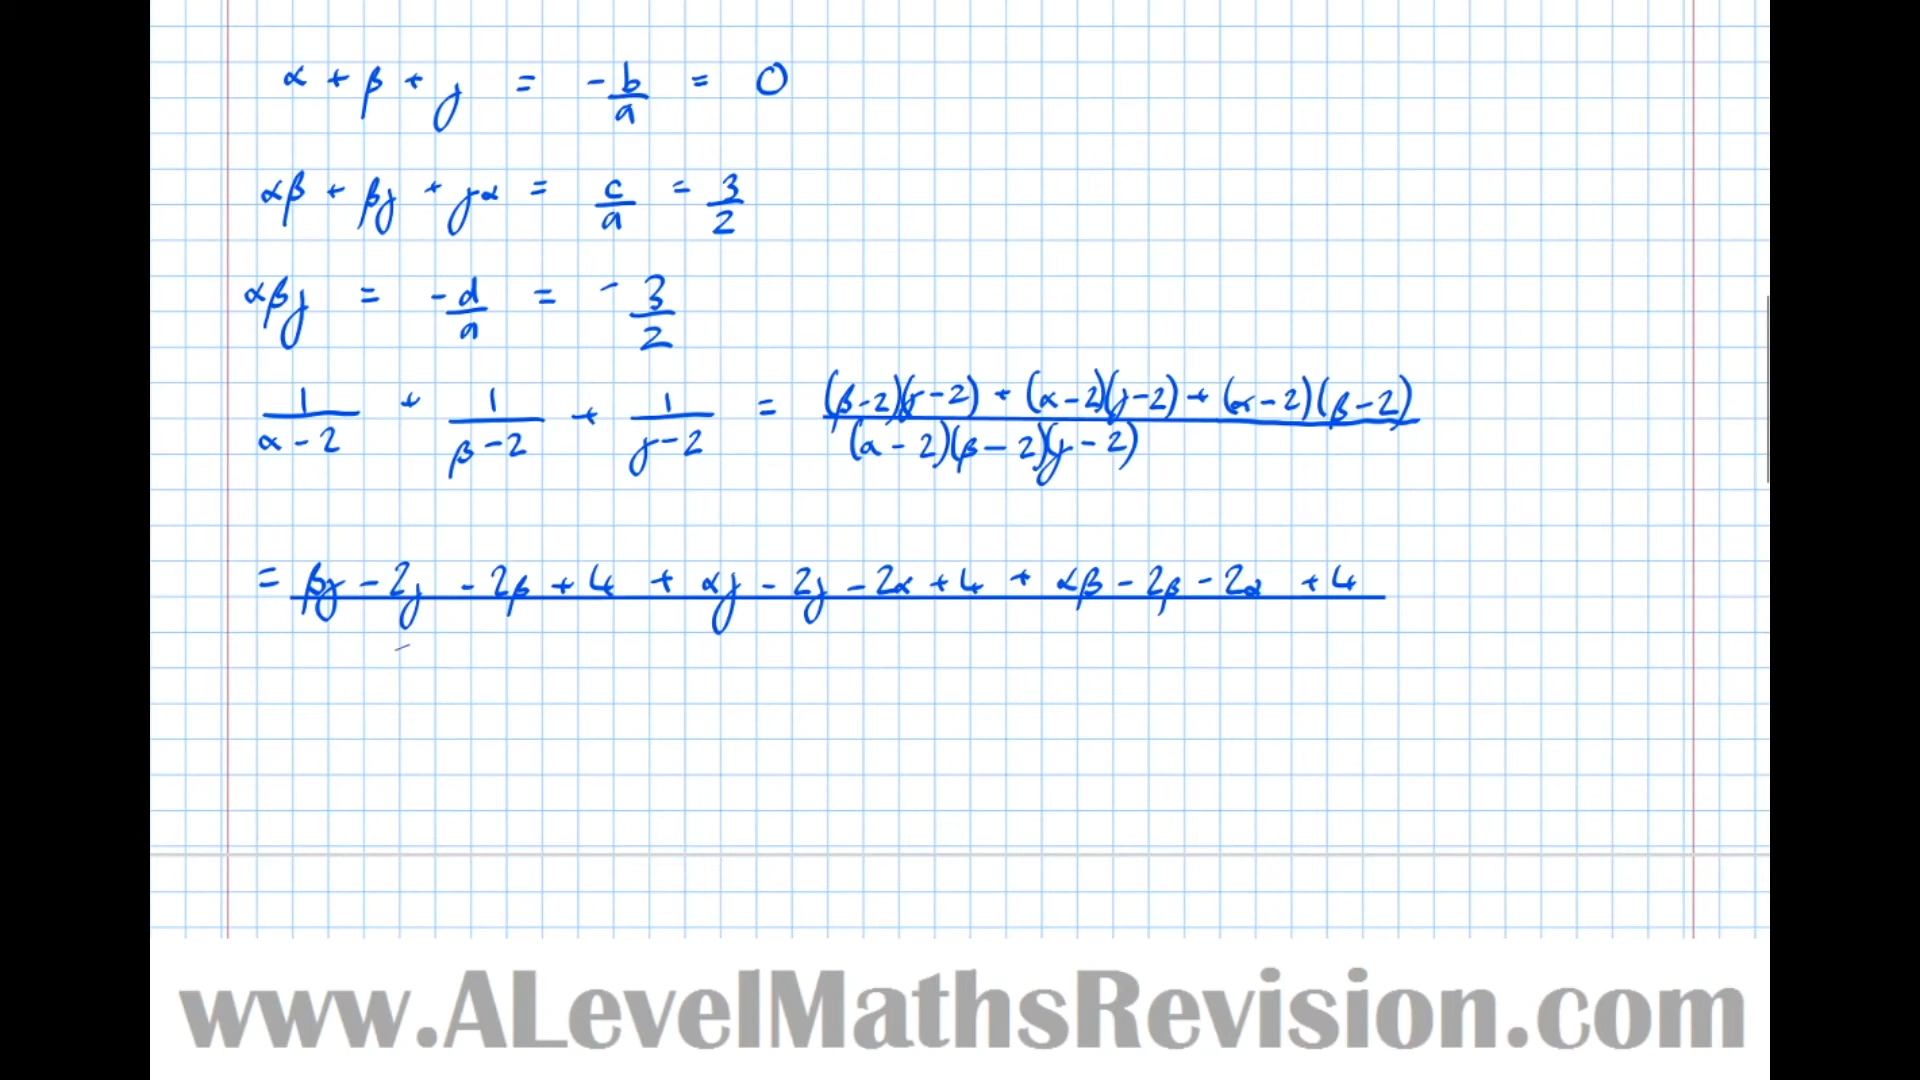 α + β + γ = -b/a = 0
αβ + βγ + γα = c/a = 3/2
αβγ = -d/a = -3/2
1/(α-2) + 1/(β-2) + 1/(γ-2) = ((β-2)(γ-2) + (α-2)(γ-2) + (α-2)(β-2))/((α-2)(β-2)(γ-2))
= βγ - 2γ - 2β + 4 + αγ - 2γ - 2α + 4 + αβ - 2β - 2α + 4
www.ALevelMathsRevision.com